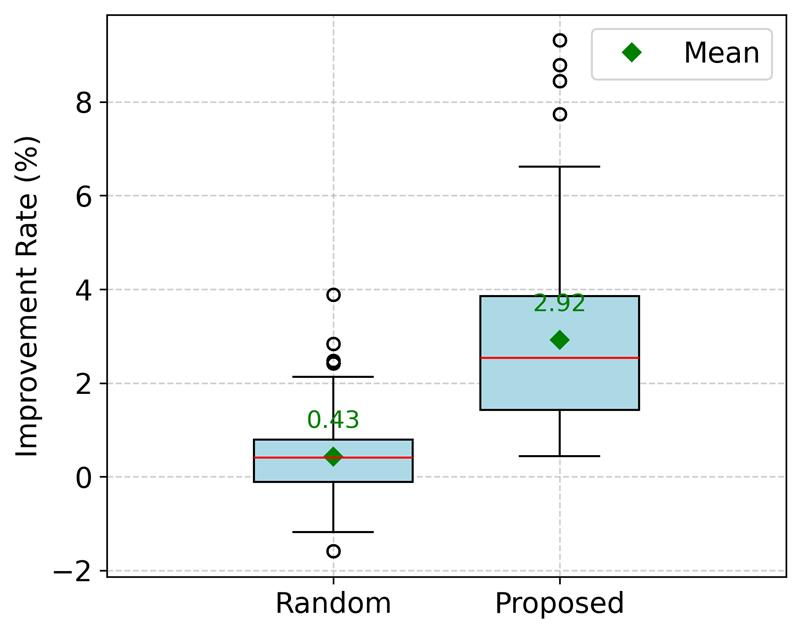 Mean
Improvement Rate (%)
8
6
4
2
0
−2
2.92
0.43
Random
Proposed